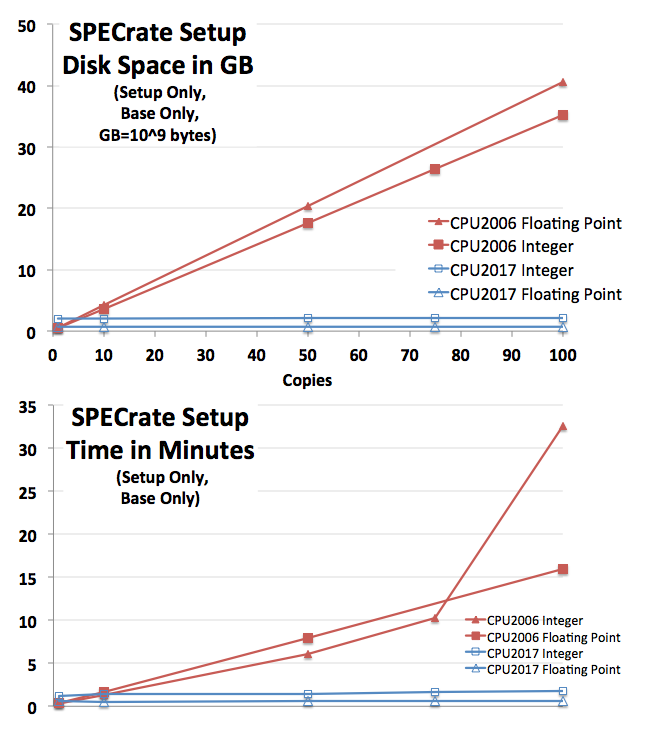 50
40
30
20
10
0
SPECrate Setup
Disk Space in GB
(Setup Only,
Base Only,
GB=10^9 bytes)
CPU2006 Floating Point
CPU2006 Integer
CPU2017 Integer
CPU2017 Floating Point
0 10 20 30 40 50 60 70 80 90 100
Copies
35
30
25
20
15
10
5
0
SPECrate Setup
Time in Minutes
(Setup Only,
Base Only)
CPU2006 Integer
CPU2006 Floating Point
CPU2017 Integer
CPU2017 Floating Point